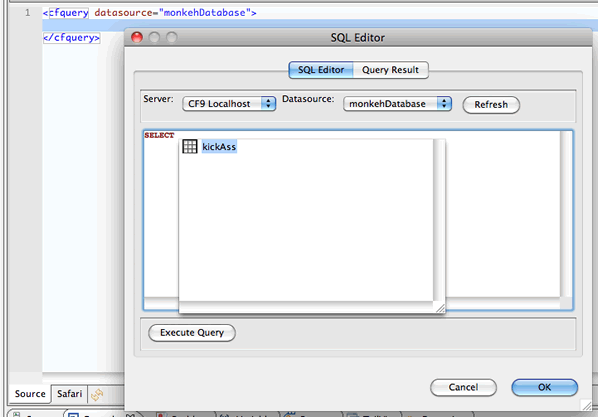 1 <cfquery datasource="monkehDatabase">
</cfquery>
SQL Editor
SQL Editor Query Result
Server: CF9 Localhost Datasource: monkehDatabase Refresh
SELECT
kickAss
Execute Query
Cancel OK
Source Safari